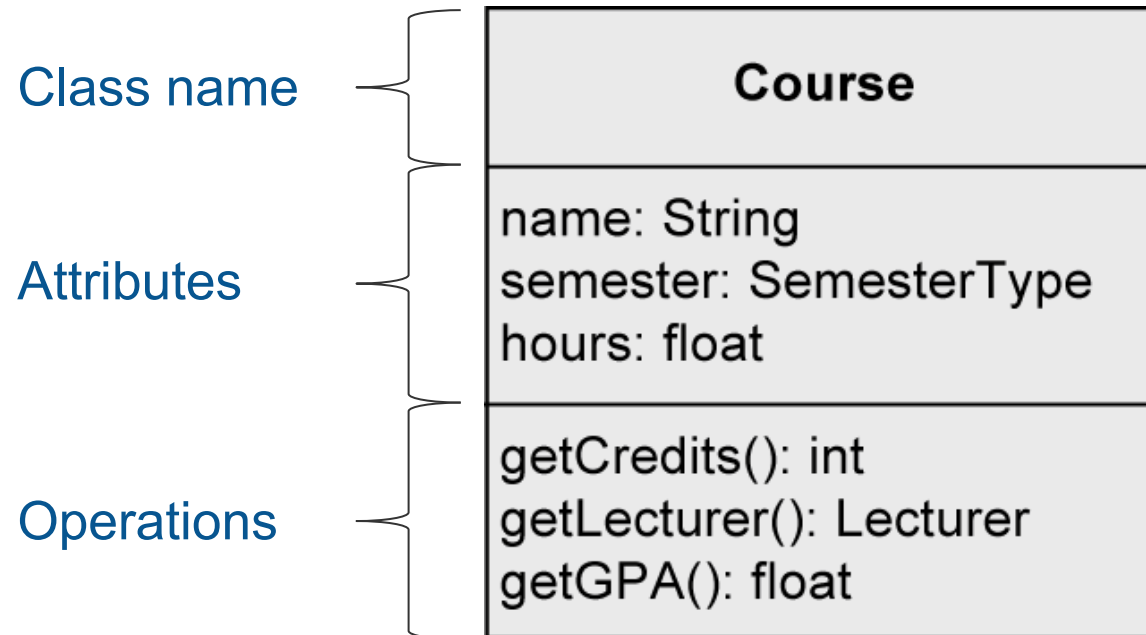 Class name
Course
Attributes
name: String
semester: SemesterType
hours: float
Operations
getCredits(): int
getLecturer(): Lecturer
getGPA(): float